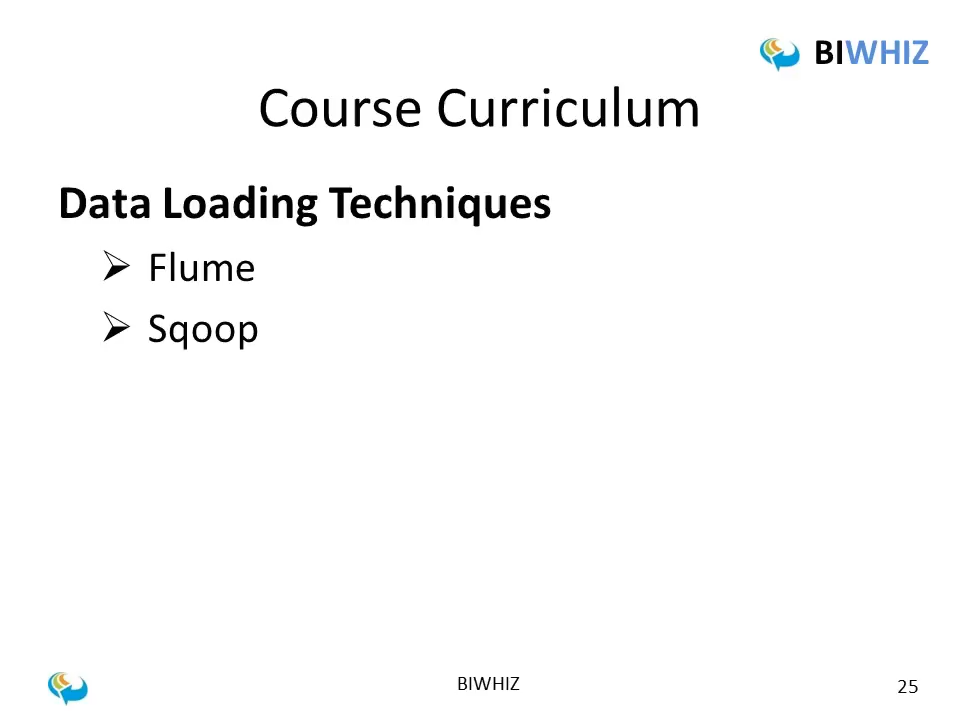 BIWHIZ
Course Curriculum
Data Loading Techniques
➢ Flume
➢ Sqoop
BIWHIZ
25